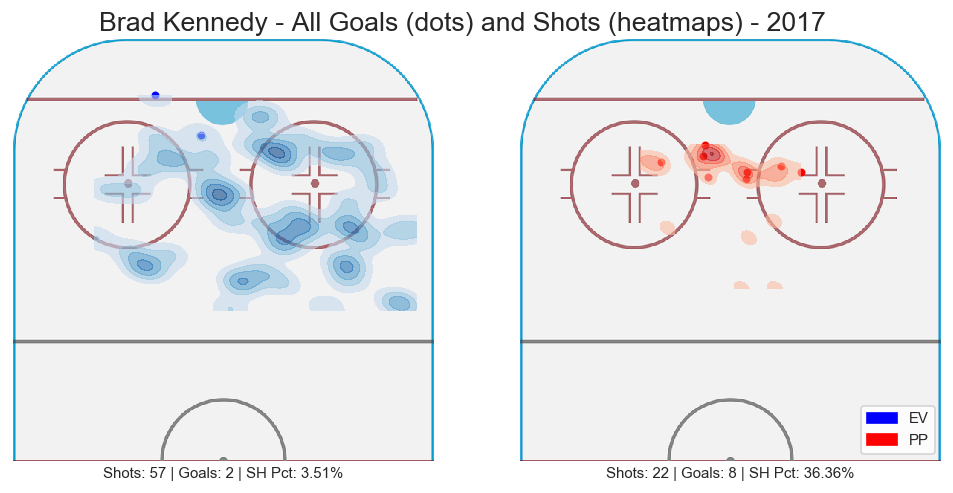 Brad Kennedy - All Goals (dots) and Shots (heatmaps) - 2017
EV
PP
Shots: 57 | Goals: 2 | SH Pct: 3.51%
Shots: 22 | Goals: 8 | SH Pct: 36.36%